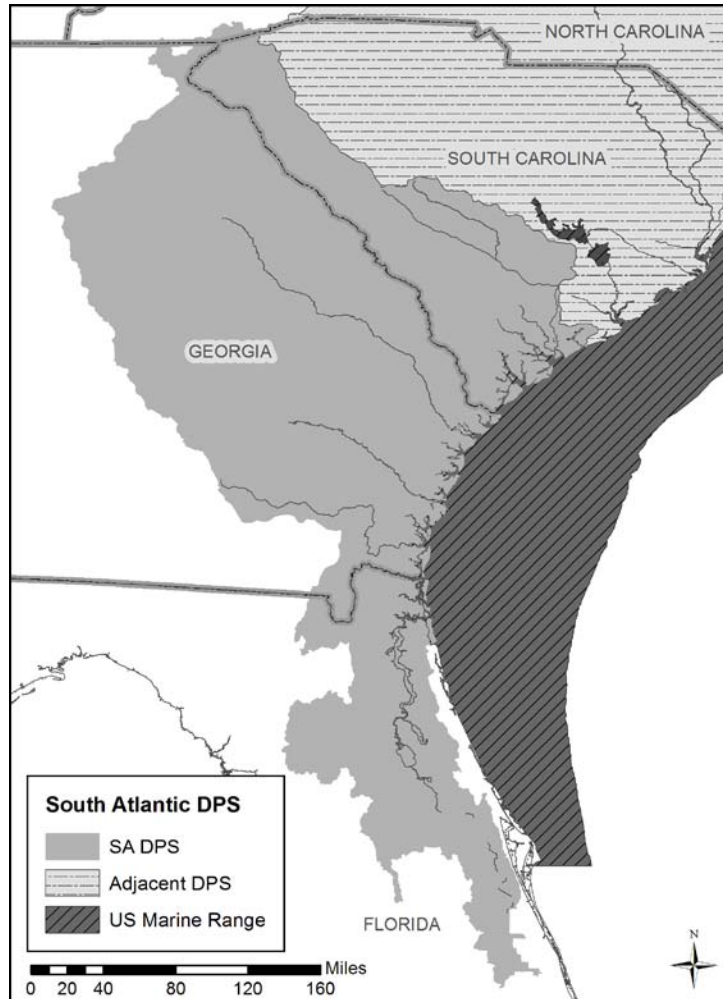 NORTH CAROLINA
SOUTH CAROLINA
GEORGIA
South Atlantic DPS
SA DPS
Adjacent DPS
US Marine Range
FLORIDA
N
Miles
0 20 40 80 120 160